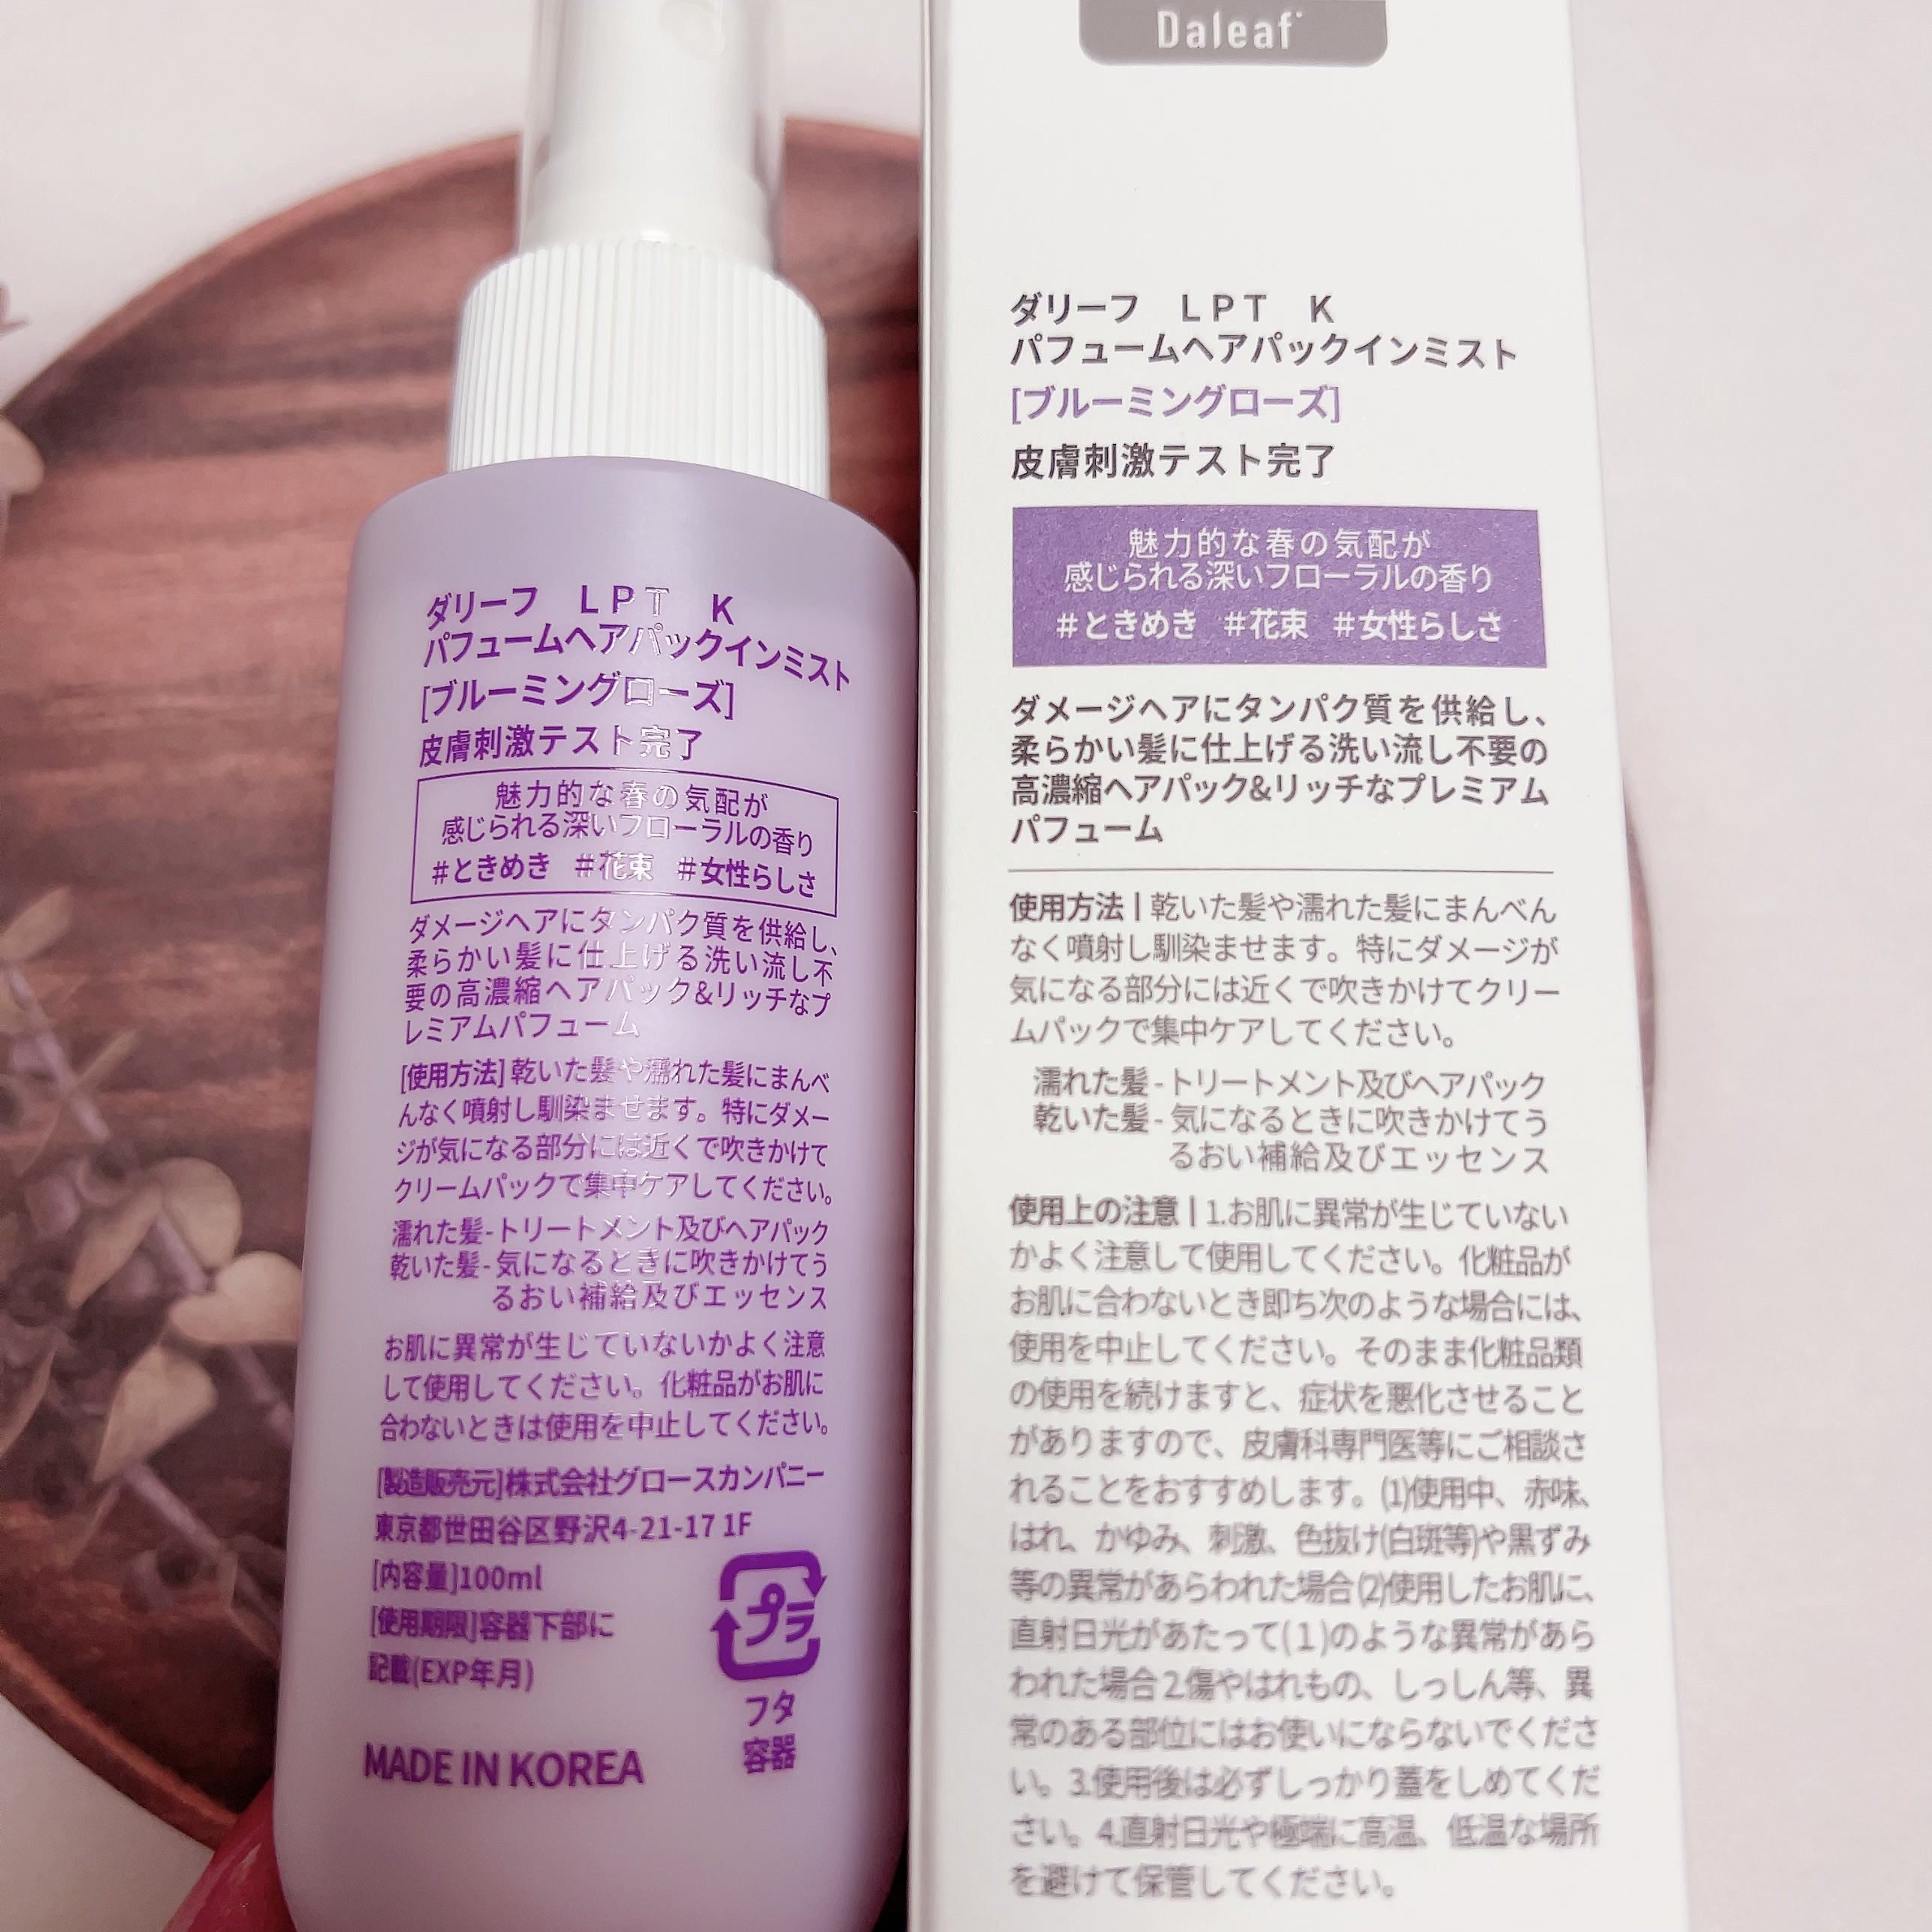 ダリーフ LPT K
パフュームヘアパックインミスト
[ブルーミングローズ]
皮膚刺激テスト完了
魅力的な春の気配が
感じられる深いフローラルの香り
#ときめき #花束 #女性らしさ
ダメージヘアにタンパク質を供給し、
柔らかい髪に仕上げる洗い流し不
要の高濃縮ヘアパック&リッチなプ
レミアムパフューム
[使用方法]乾いた髪や濡れた髪にまんべ
んなく噴射し馴染ませます。特にダメー
ジが気になる部分には近くで吹きかけて
クリームパックで集中ケアしてください。
濡れた髪-トリートメント及びヘアパック
乾いた髪-気になるときに吹きかけてう
るおい補給及びエッセンス
お肌に異常が生じていないかよく注意
して使用してください。化粧品がお肌に
合わないときは使用を中止してください。
[製造販売元]株式会社グロースカンパニー
東京都世田谷区野沢4-21-17 1F
[内容量]100ml
[使用期限]容器下部に
記載(EXP年月)
プラ
フタ
容器
MADE IN KOREA
Daleaf
ダリーフ LPT K
パフュームヘアパックインミスト
[ブルーミングローズ]
皮膚刺激テスト完了
魅力的な春の気配が
感じられる深いフローラルの香り
#ときめき #花束 #女性らしさ
ダメージヘアにタンパク質を供給し、
柔らかい髪に仕上げる洗い流し不要の
高濃縮ヘアパック&リッチなプレミアム
パフューム
使用方法|乾いた髪や濡れた髪にまんべん
なく噴射し馴染ませます。特にダメージが
気になる部分には近くで吹きかけてクリー
ムパックで集中ケアしてください。
濡れた髪-トリートメント及びヘアパック
乾いた髪-気になるときに吹きかけてう
るおい補給及びエッセンス
使用上の注意|1.お肌に異常が生じていない
かよく注意して使用してください。化粧品が
お肌に合わないとき即ち次のような場合には、
使用を中止してください。そのまま化粧品類
の使用を続けますと、症状を悪化させること
がありますので、皮膚科専門医等にご相談さ
れることをおすすめします。(1)使用中、赤味、
はれ、かゆみ、刺激、色抜け(白斑等)や黒ずみ
等の異常があらわれた場合(2)使用したお肌に、
直射日光があたって(1)のような異常があら
われた場合2.傷やはれもの、しっしん等、異
常のある部位にはお使いにならないでくださ
い。3.使用後は必ずしっかり蓋をしめてくだ
さい。4.直射日光や極端に高温、低温な場所
を避けて保管してください。